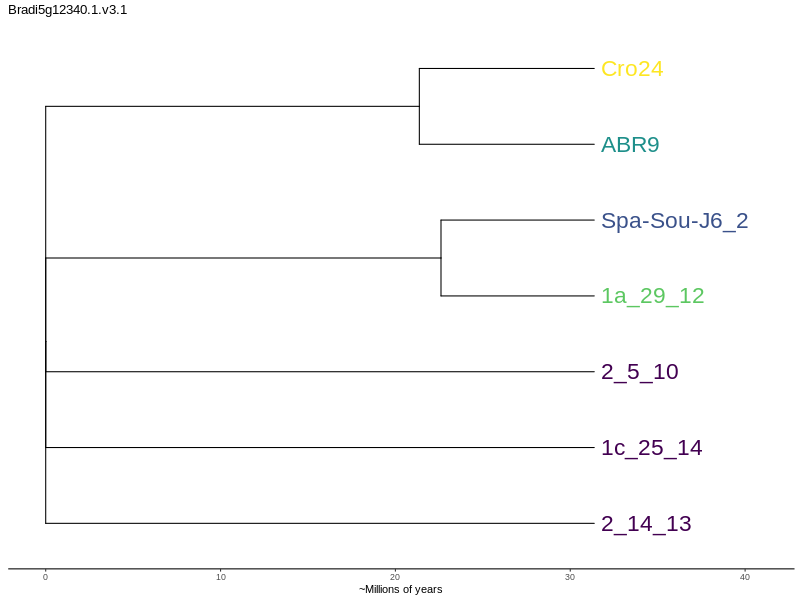 Bradi5g12340.1.v3.1
Cro24
ABR9
Spa-Sou-J6_2
1a_29_12
2_5_10
1c_25_14
2_14_13
0 10 20 30 40
~Millions of years